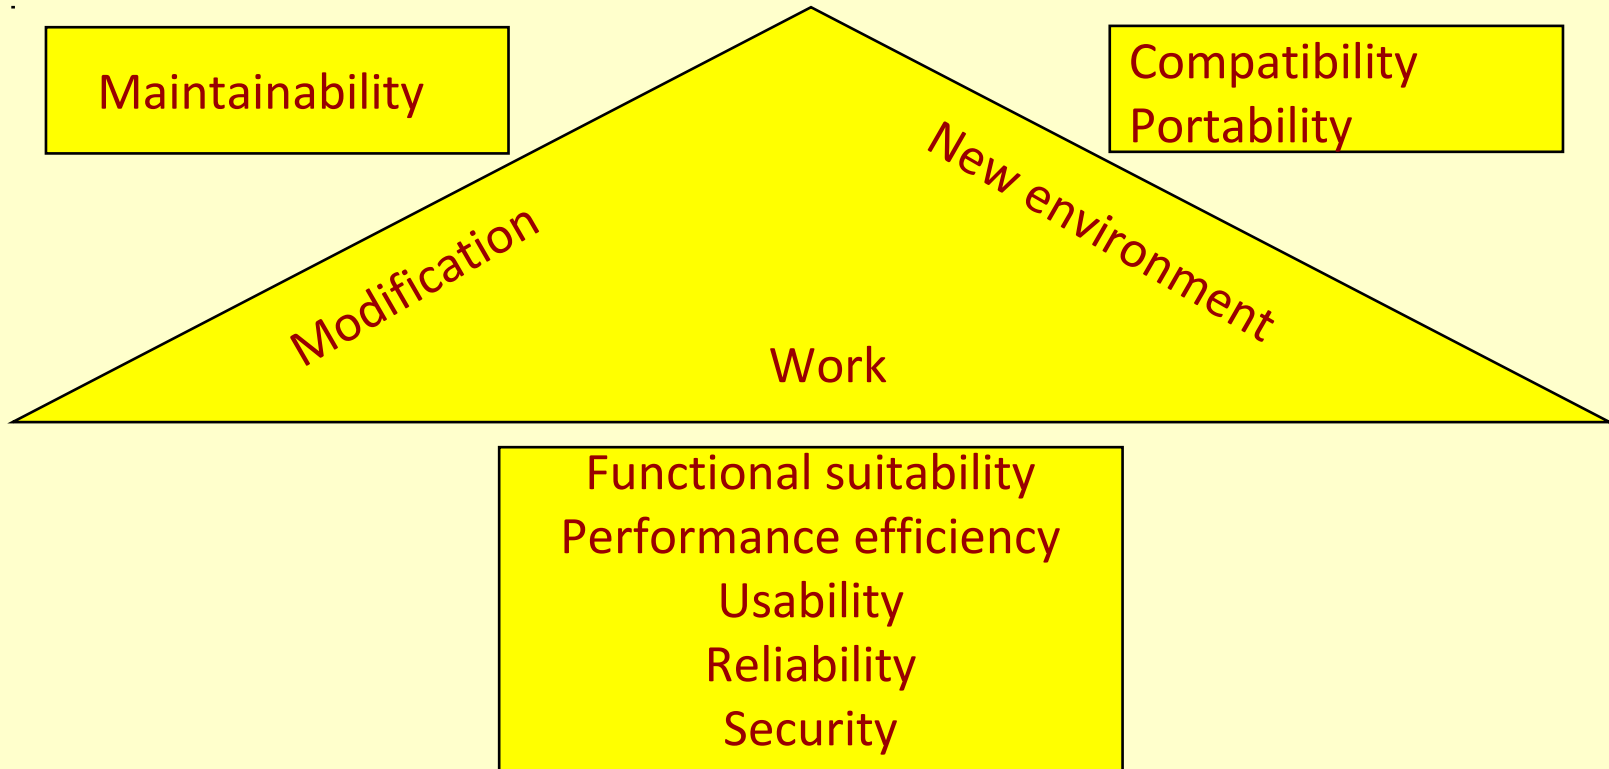 Maintainability
Compatibility
Portability
Modification
New environment
Work
Functional suitability
Performance efficiency
Usability
Reliability
Security